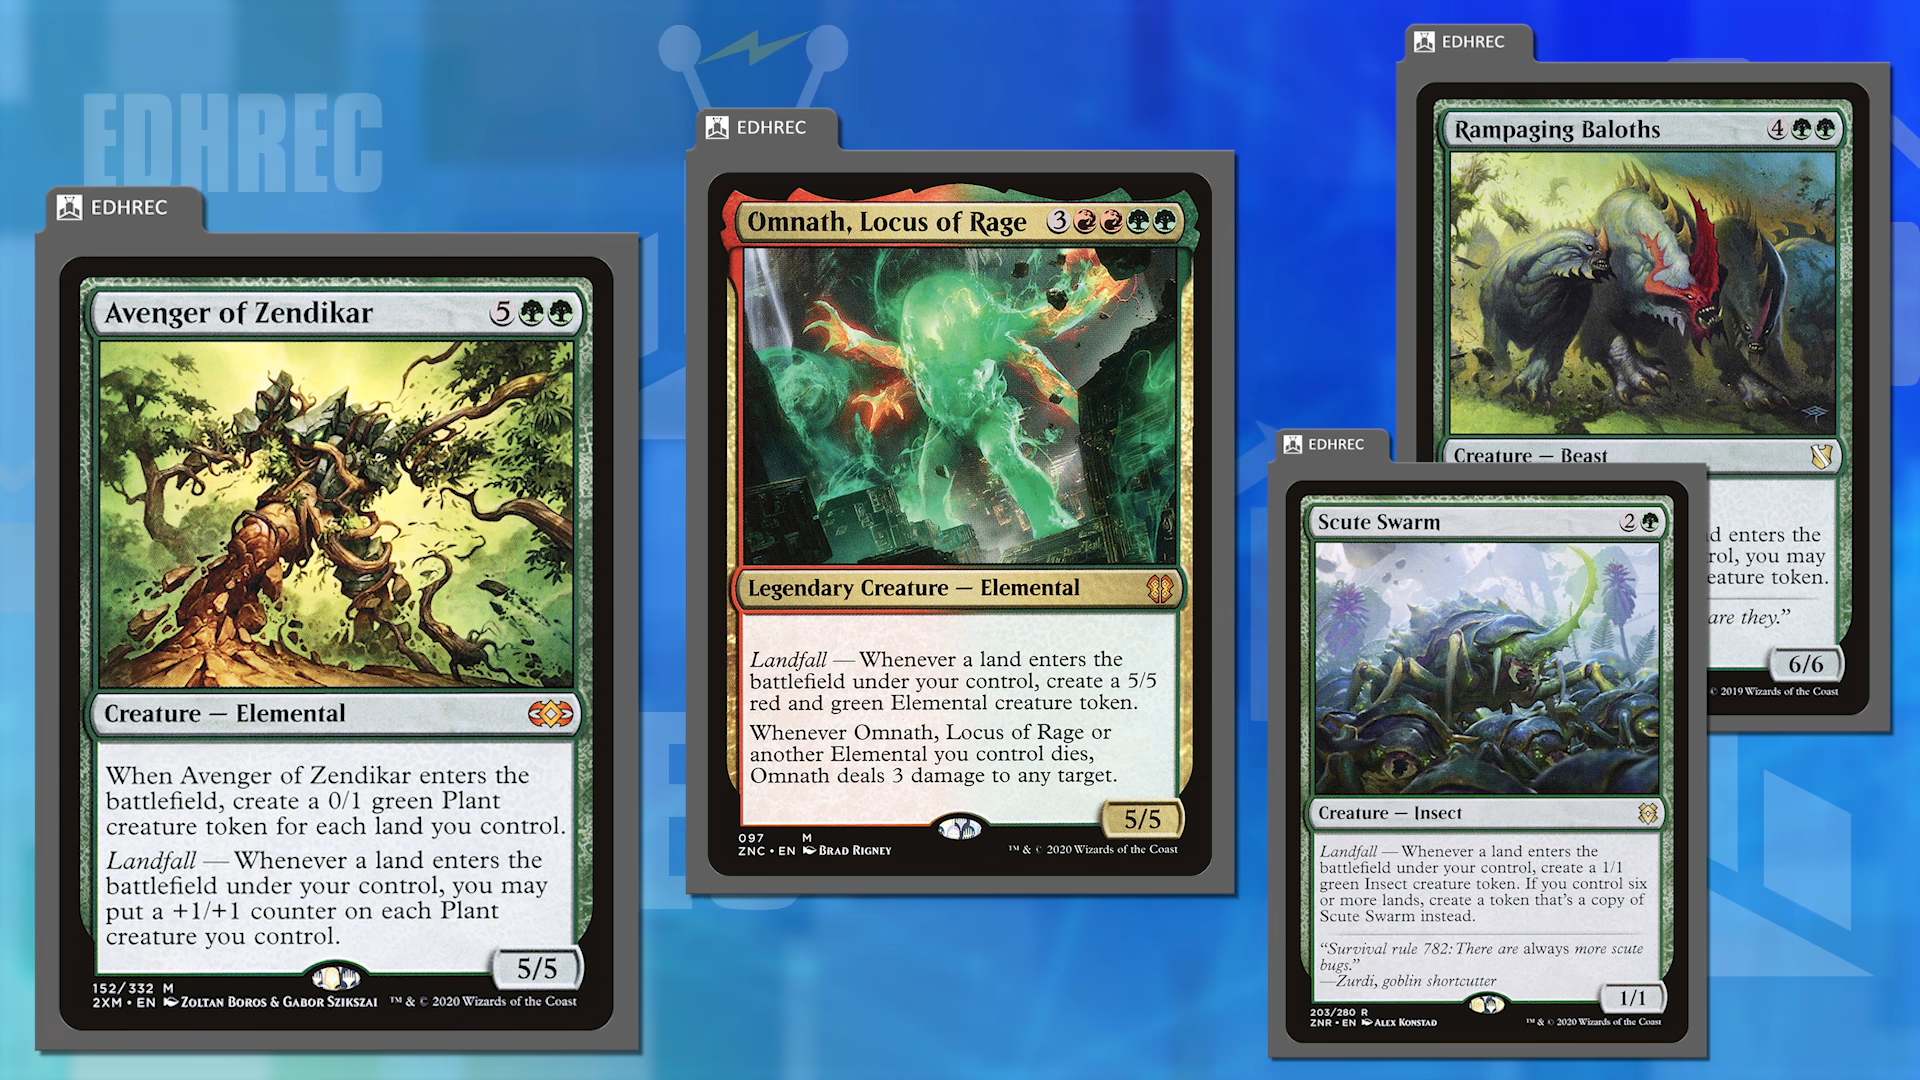 EDHREC
EDHREC
Avenger of Zendikar 5
Creature — Elemental
When Avenger of Zendikar enters the
battlefield, create a 0/1 green Plant
creature token for each land you control.
Landfall — Whenever a land enters the
battlefield under your control, you may
put a +1/+1 counter on each Plant
creature you control.
5/5
152/332 M
2XM • EN Zoltan Boros & Gabor Szikszai ™ & © 2020 Wizards of the Coast
EDHREC
Omnath, Locus of Rage 3
Legendary Creature — Elemental
Landfall — Whenever a land enters the
battlefield under your control, create a 5/5
red and green Elemental creature token.
Whenever Omnath, Locus of Rage or
another Elemental you control dies,
Omnath deals 3 damage to any target.
5/5
097 M
ZNC • EN Brad Rigney ™ & © 2020 Wizards of the Coast
EDHREC
Rampaging Baloths 4
Creature — Beast
d enters the
rol, you may
eature token.
are they.”
6/6
© 2019 Wizards of the Coast
EDHREC
Scute Swarm 2
Creature — Insect
Landfall — Whenever a land enters the
battlefield under your control, create a 1/1
green Insect creature token. If you control six
or more lands, create a token that's a copy of
Scute Swarm instead.
“Survival rule 782: There are always more scute
bugs.”
—Zurdi, goblin shortcutter
1/1
203/280 R
ZNR • EN Alex Konstad ™ & © 2020 Wizards of the Coast